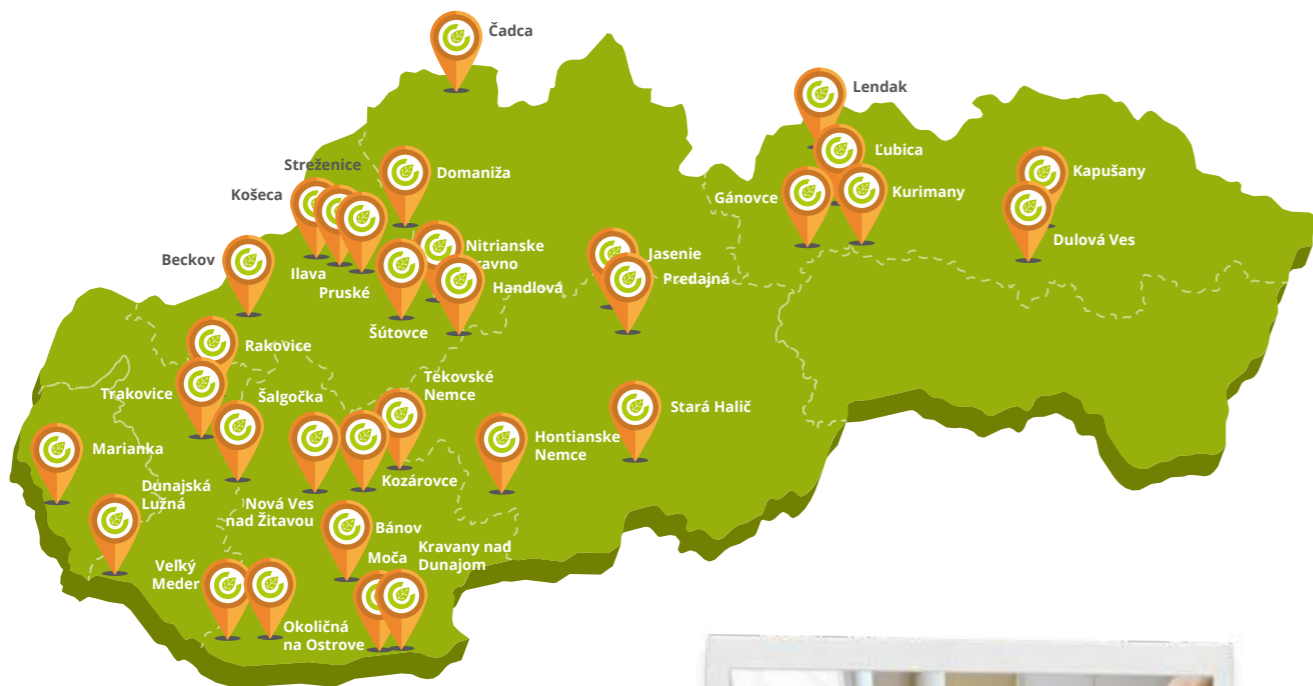 Čadca
Lendak
Ľubica
Streženice
Domaniža
Kapušany
Košeca
Gánovce
Kurimany
Dulová Ves
Beckov
Nitrianske
Jasenie
Ilava
Predajná
Handlová
Pruské
Šútovce
Rakovice
Tekovské
Nemce
Trakovice
Šalgočka
Stará Halič
Marianka
Hontianske
Nemce
Kozárovce
Dunajská
Lužná
Nová Ves
nad Žitavou
Bánov
Kravany nad
Dunajom
Moča
Veľký
Meder
Okoličná
na Ostrove